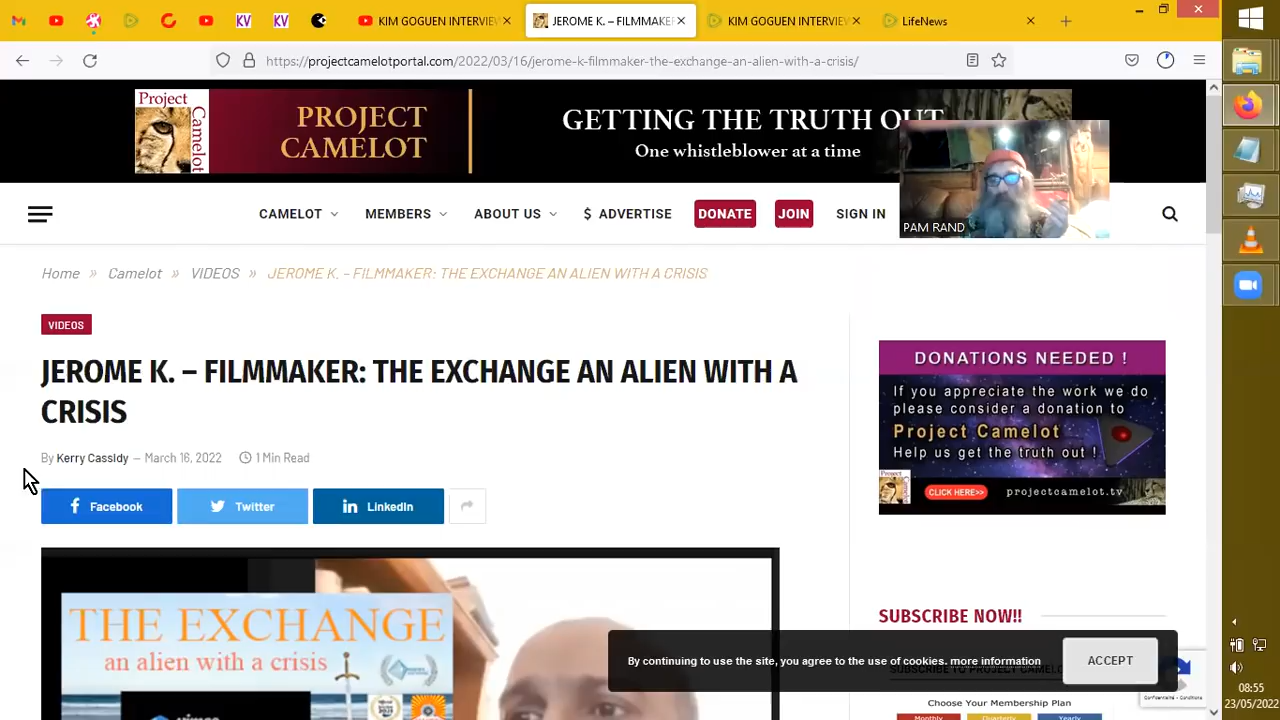 KIM GOGUEN INTERVIEW
JEROME K. – FILMMAKER
KIM GOGUEN INTERVIEW
LifeNews
https://projectcamelotportal.com/2022/03/16/jerome-k-filmmaker-the-exchange-an-alien-with-a-crisis/
Project
Camelot
PROJECT
CAMELOT
GETTING THE TRUTH OUT
One whistleblower at a time
CAMELOT
MEMBERS
ABOUT US
$ ADVERTISE
DONATE
JOIN
SIGN IN
PAM RAND
Home » Camelot » VIDEOS » JEROME K. – FILMMAKER: THE EXCHANGE AN ALIEN WITH A CRISIS
VIDEOS
JEROME K. – FILMMAKER: THE EXCHANGE AN ALIEN WITH A
CRISIS
By Kerry Cassidy — March 16, 2022 1 Min Read
Facebook
Twitter
LinkedIn
THE EXCHANGE
an alien with a crisis
DONATIONS NEEDED !
If you appreciate the work we do
please consider a donation to
Project Camelot
Help us get the truth out !
CLICK HERE>>
projectcamelot.tv
SUBSCRIBE NOW!!
By continuing to use the site, you agree to the use of cookies. more information
ACCEPT
SUBSCRIBE TO PROJECT CAMELOT
Choose Your Membership Plan
Monthly
Quarterly
Yearly
08:55
23/05/2022